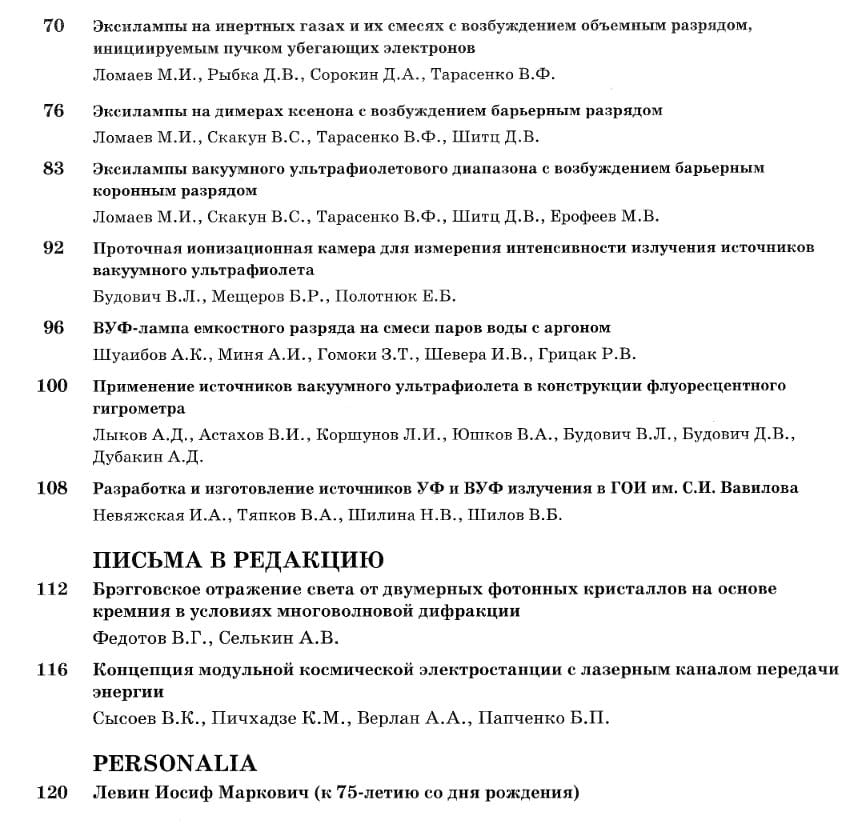 70 Эксилампы на инертных газах и их смесях с возбуждением объемным разрядом,
инициируемым пучком убегающих электронов
Ломаев М.И., Рыбка Д.В., Сорокин Д.А., Тарасенко В.Ф.
76 Эксилампы на димерах ксенона с возбуждением барьерным разрядом
Ломаев М.И., Скакун В.С., Тарасенко В.Ф., Шитц Д.В.
83 Эксилампы вакуумного ультрафиолетового диапазона с возбуждением барьерным
коронным разрядом
Ломаев М.И., Скакун В.С., Тарасенко В.Ф., Шитц Д.В., Ерофеев М.В.
92 Проточная ионизационная камера для измерения интенсивности излучения источников
вакуумного ультрафиолета
Будович В.Л., Мещеров Б.Р., Полотнюк Е.Б.
96 ВУФ-лампа емкостного разряда на смеси паров воды с аргоном
Шуаибов А.К., Миня А.И., Гомоки З.Т., Шевера И.В., Грицак Р.В.
100 Применение источников вакуумного ультрафиолета в конструкции флуоресцентного
гигрометра
Лыков А.Д., Астахов В.И., Коршунов Л.И., Юшков В.А., Будович В.Л., Будович Д.В.,
Дубакин А.Д.
108 Разработка и изготовление источников УФ и ВУФ излучения в ГОИ им. С.И. Вавилова
Невяжская И.А., Тяпков В.А., Шилина Н.В., Шилов В.Б.
ПИСЬМА В РЕДАКЦИЮ
112 Брэгговское отражение света от двумерных фотонных кристаллов на основе
кремния в условиях многоволновой дифракции
Федотов В.Г., Селькин А.В.
116 Концепция модульной космической электростанции с лазерным каналом передачи
энергии
Сысоев В.К., Пичхадзе К.М., Верлан А.А., Папченко Б.П.
PERSONALIA
120 Левин Иосиф Маркович (к 75-летию со дня рождения)